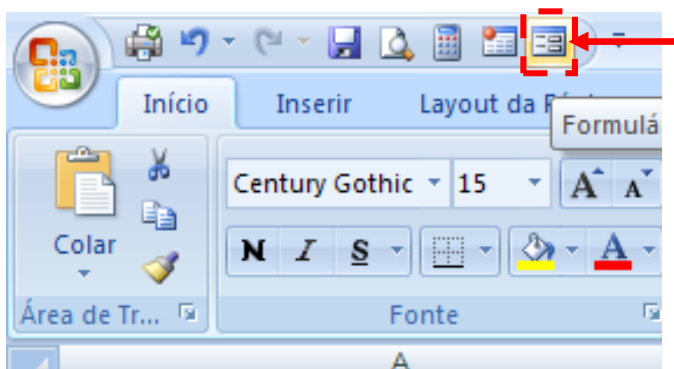 Início Inserir Layout da P
Formulá
Century Gothic 15 A A
Colar N I S A
Área de Tr... Fonte
A